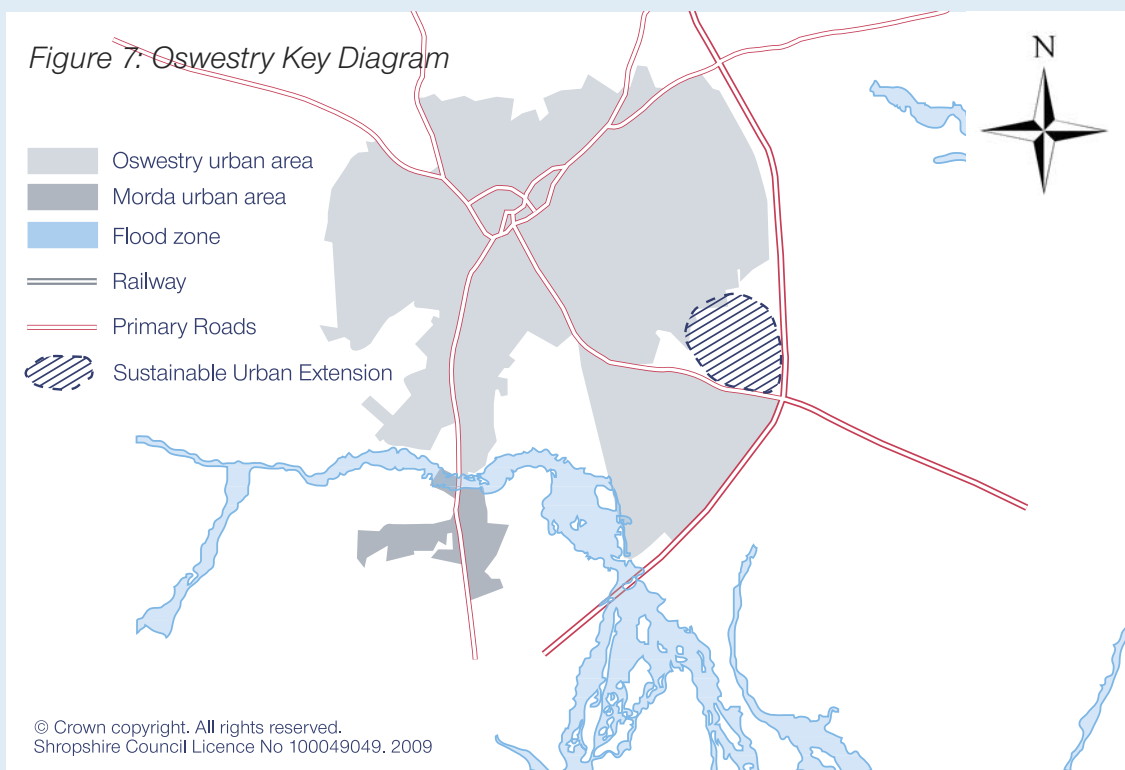 Figure 7: Oswestry Key Diagram
N
Oswestry urban area
Morda urban area
Flood zone
Railway
Primary Roads
Sustainable Urban Extension
© Crown copyright. All rights reserved.
Shropshire Council Licence No 100049049. 2009